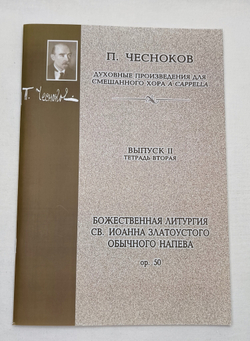 П. ЧЕСНОКОВ
ДУХОВНЫЕ ПРОИЗВЕДЕНИЯ ДЛЯ
СМЕШАННОГО ХОРА A CAPPELLA
П. Чесноков
ВЫПУСК II
ТЕТРАДЬ ВТОРАЯ
БОЖЕСТВЕННАЯ ЛИТУРГИЯ
СВ. ИОАННА ЗЛАТОУСТОГО
ОБЫЧНОГО НАПЕВА
op. 50